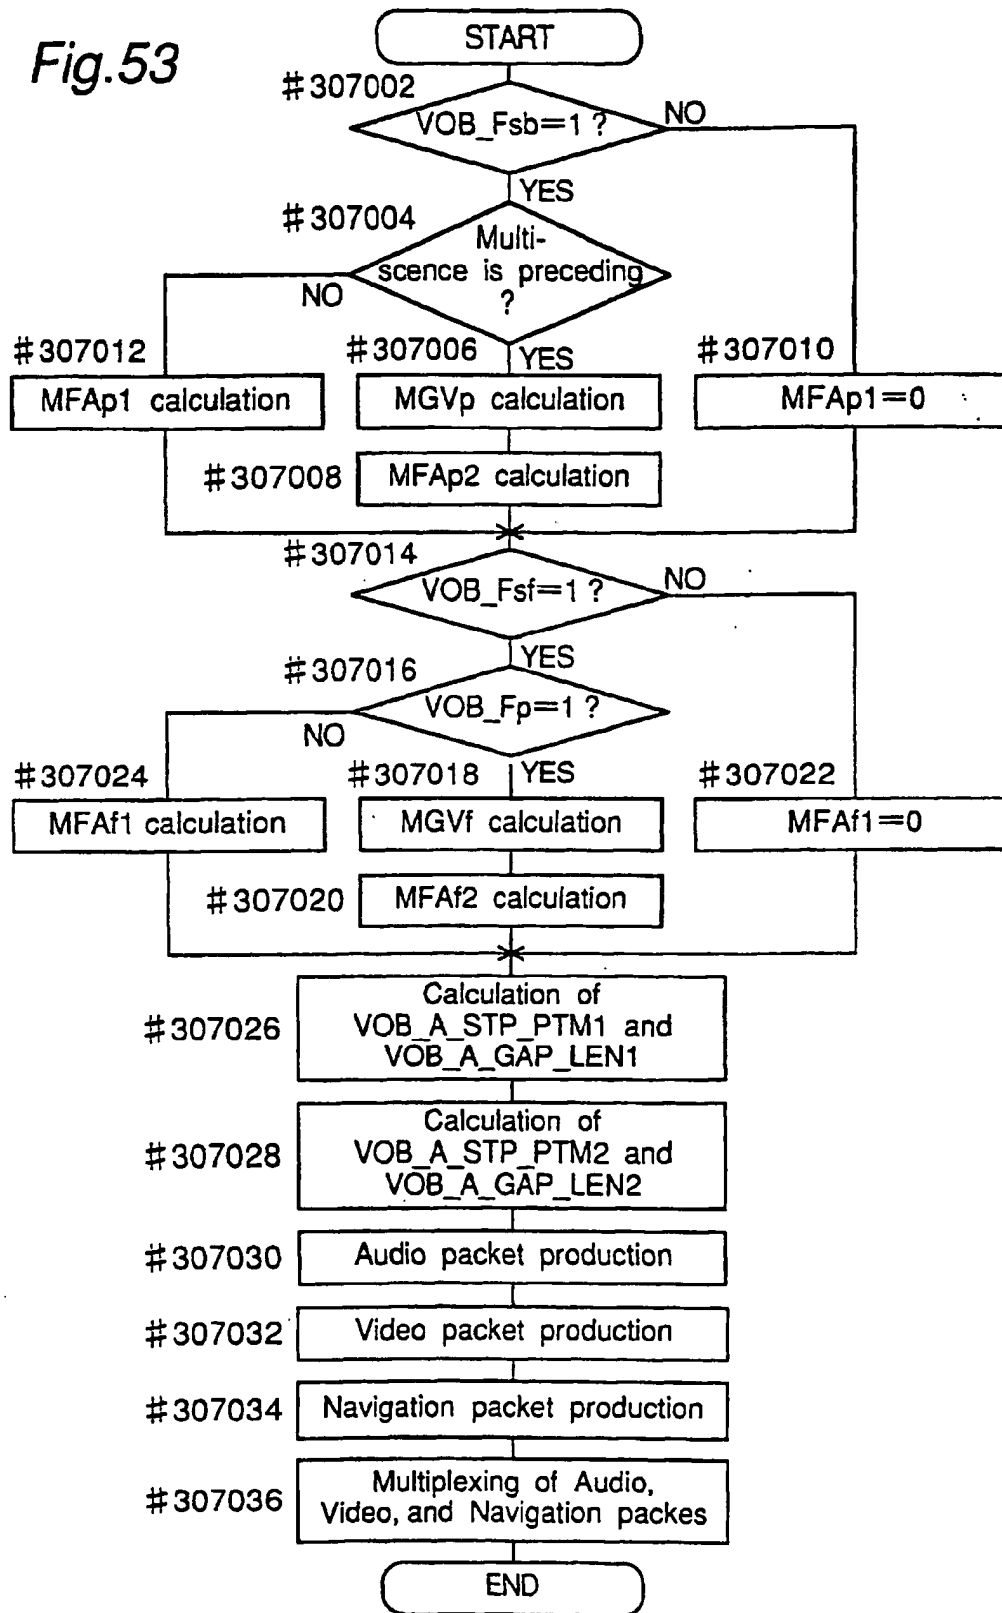 Fig.53
START
#307002
VOB_Fsb=1 ?
NO
YES
#307004
Multi-
scence is preceding
?
NO
YES
#307012
#307006
#307010
MFAp1 calculation
MGVp calculation
MFAp1=0
#307008
MFAp2 calculation
#307014
VOB_Fsf=1 ?
NO
YES
#307016
VOB_Fp=1 ?
NO
YES
#307024
#307018
#307022
MFAf1 calculation
MGVf calculation
MFAf1=0
#307020
MFAf2 calculation
#307026
Calculation of
VOB_A_STP_PTM1 and
VOB_A_GAP_LEN1
#307028
Calculation of
VOB_A_STP_PTM2 and
VOB_A_GAP_LEN2
#307030
Audio packet production
#307032
Video packet production
#307034
Navigation packet production
#307036
Multiplexing of Audio,
Video, and Navigation packes
END